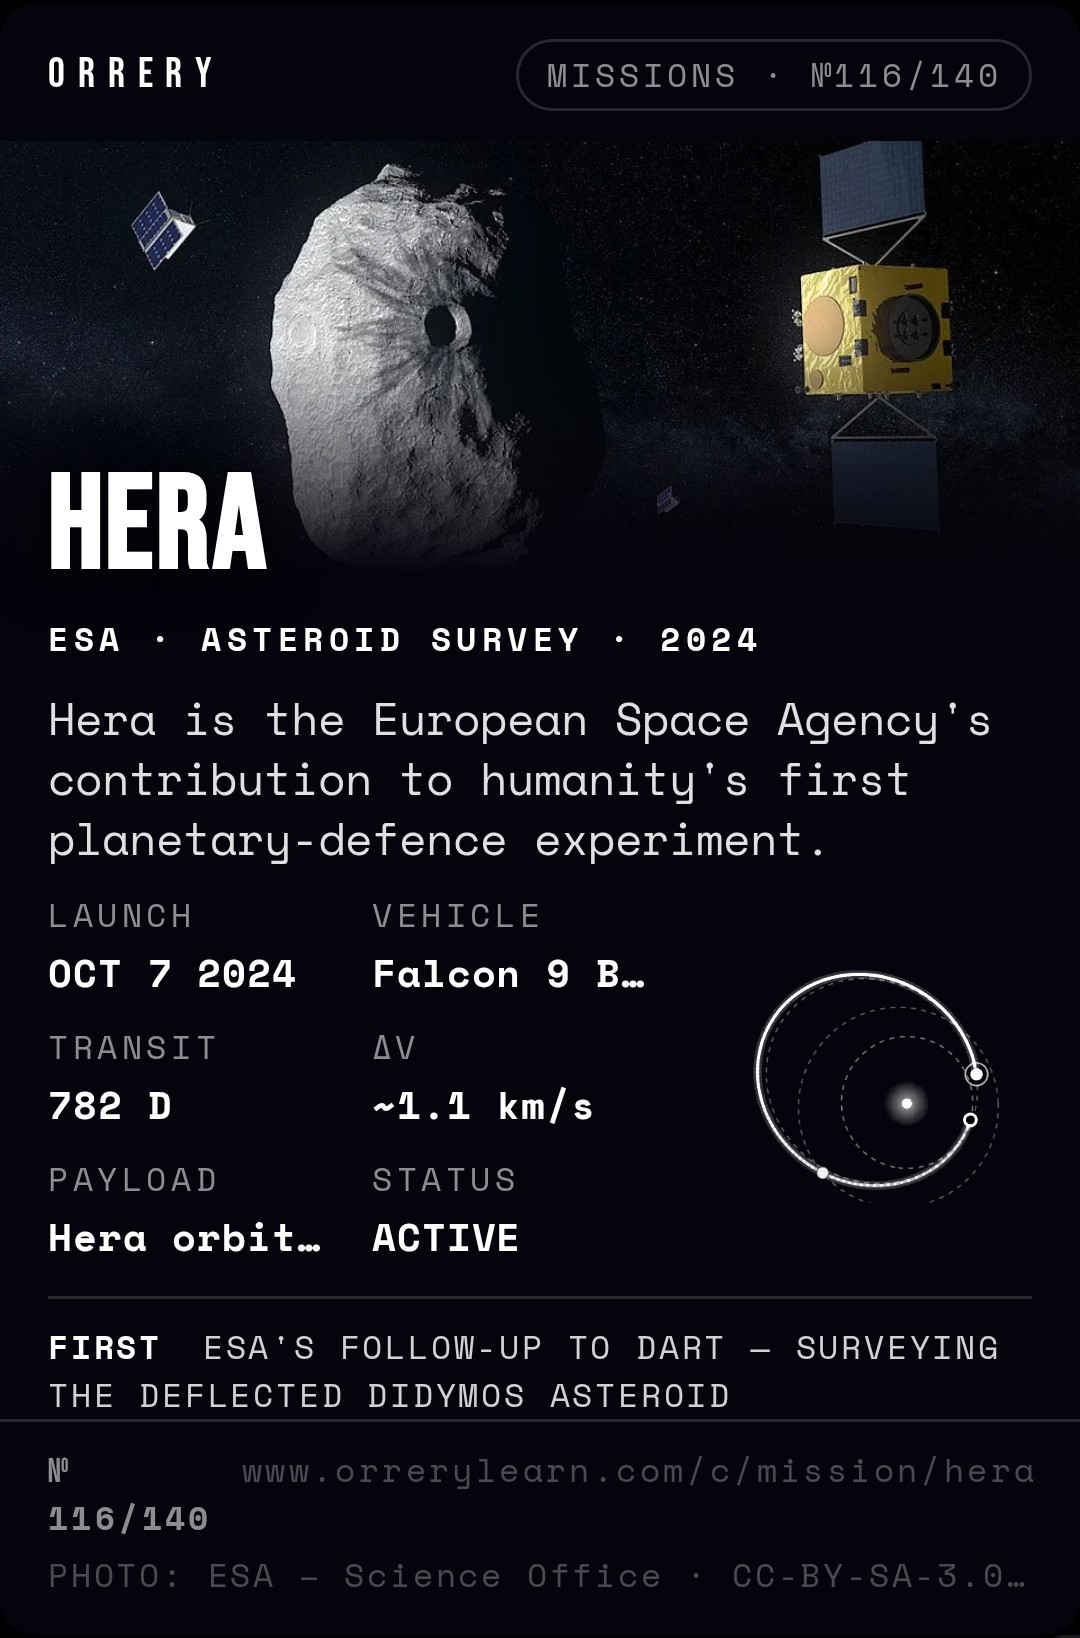 ORRERY
MISSIONS · №116/140
HERA
ESA · ASTEROID SURVEY · 2024
Hera is the European Space Agency's
contribution to humanity's first
planetary-defence experiment.
LAUNCH VEHICLE
OCT 7 2024 Falcon 9 B…
TRANSIT ΔV
782 D ~1.1 km/s
PAYLOAD STATUS
Hera orbit… ACTIVE
FIRST ESA'S FOLLOW-UP TO DART — SURVEYING
THE DEFLECTED DIDYMOS ASTEROID
№ www.orrerylearn.com/c/mission/hera
116/140
PHOTO: ESA – Science Office · CC-BY-SA-3.0…